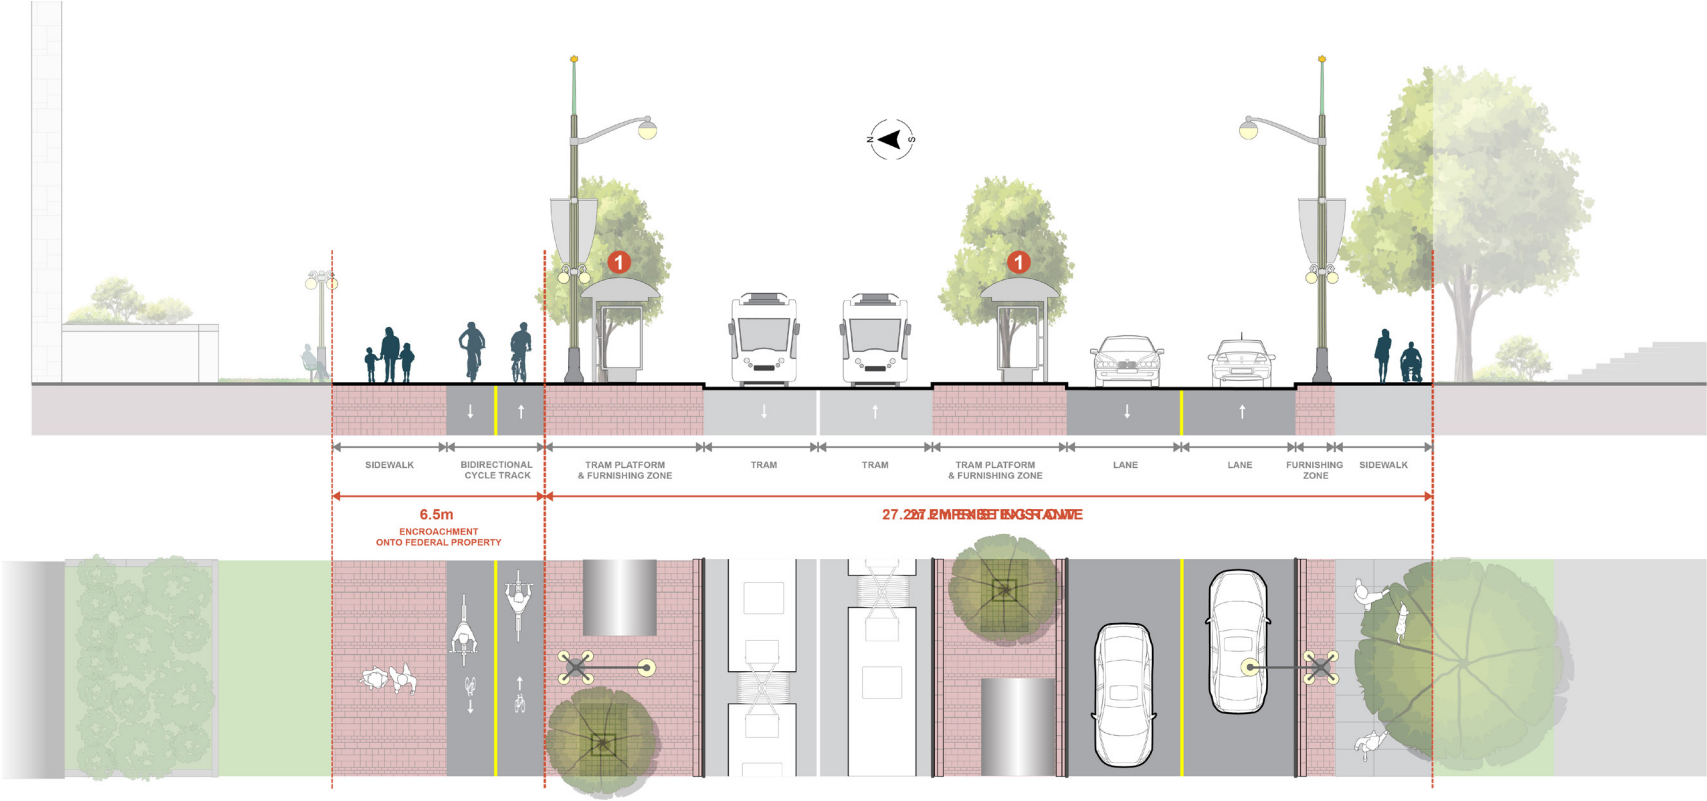 N S
1
1
SIDEWALK
BIDIRECTIONAL
CYCLE TRACK
TRAM PLATFORM
& FURNISHING ZONE
TRAM
TRAM
TRAM PLATFORM
& FURNISHING ZONE
LANE
LANE
FURNISHING
ZONE
SIDEWALK
6.5m
ENCROACHMENT
ONTO FEDERAL PROPERTY